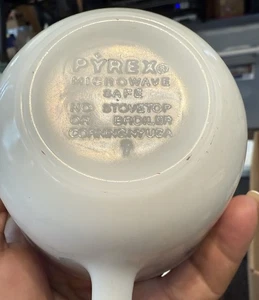 PYREX®
MICROWAVE
SAFE
NO STOVETOP
OR BROILER
CORNING NY USA